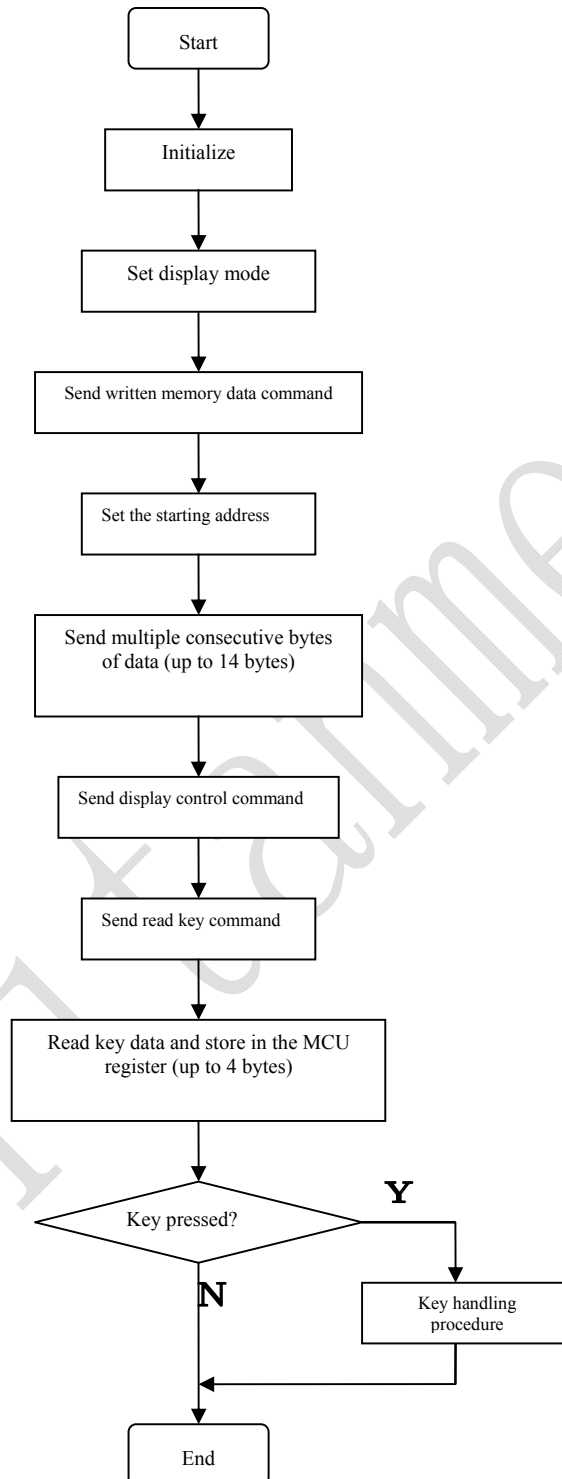 Start
Initialize
Set display mode
Send written memory data command
Set the starting address
Send multiple consecutive bytes
of data (up to 14 bytes)
Send display control command
Send read key command
Read key data and store in the MCU
register (up to 4 bytes)
Key pressed?
Y
N
Key handling
procedure
End